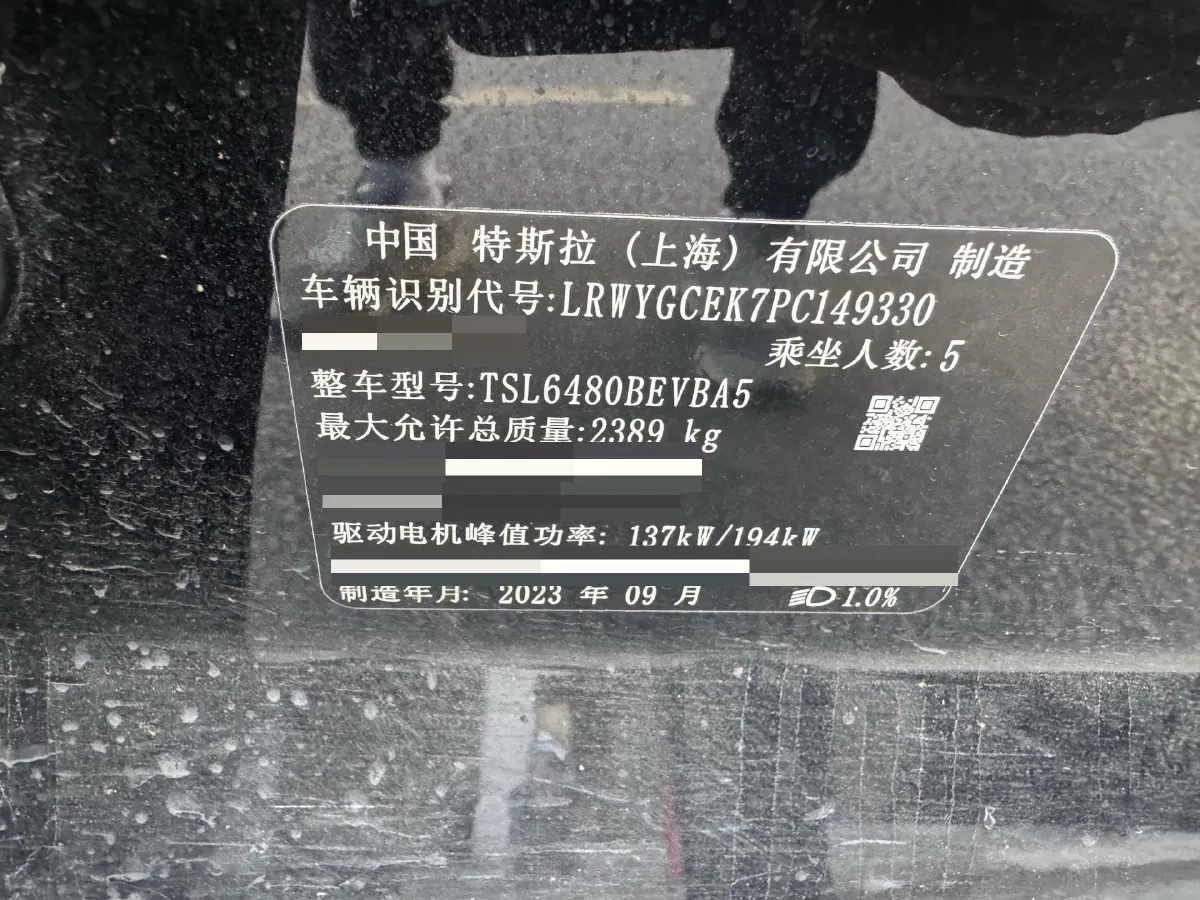 中国 特斯拉（上海）有限公司 制造
车辆识别代号:LRWYGCEK7PC149330
乘坐人数:5
整车型号:TSL6480BEVBA5
最大允许总质量:2389 kg
驱动电机峰值功率: 137kW/194kW
制造年月: 2023 年 09 月
1.0%